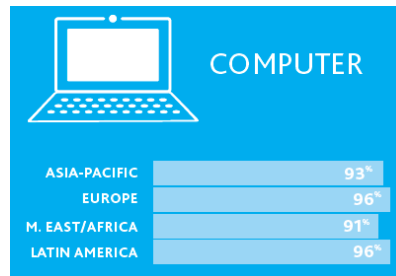 COMPUTER
ASIA-PACIFIC 93%
EUROPE 96%
M. EAST/AFRICA 91%
LATIN AMERICA 96%